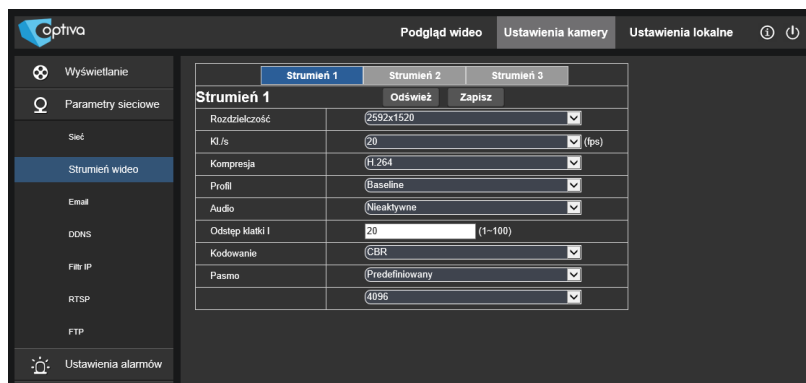 optiva
Podgląd wideo Ustawienia kamery Ustawienia lokalne
Wyświetlanie
Parametry sieciowe
Sieć
Strumień wideo
Email
DDNS
Filtr IP
RTSP
FTP
Ustawienia alarmów
Strumień 1 Strumień 2 Strumień 3
Strumień 1 Odśwież Zapisz
Rozdzielczość 2592x1520
Kl./s 20 (fps)
Kompresja H.264
Profil Baseline
Audio Nieaktywne
Odstęp klatki I 20 (1~100)
Kodowanie CBR
Pasmo Predefiniowany
4096